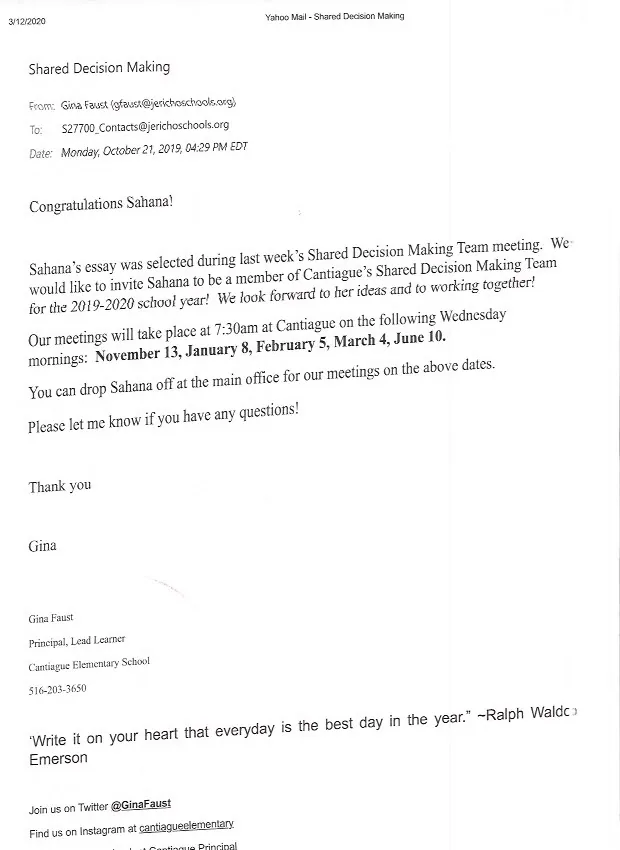 3/12/2020
Yahoo Mail - Shared Decision Making
Shared Decision Making
From: Gina Faust (gfaust@jerichoschools.org)
To: S27700_Contacts@jerichoschools.org
Date: Monday, October 21, 2019, 04:29 PM EDT
Congratulations Sahana!
Sahana's essay was selected during last week's Shared Decision Making Team meeting. We
would like to invite Sahana to be a member of Cantiague's Shared Decision Making Team
for the 2019-2020 school year! We look forward to her ideas and to working together!
Our meetings will take place at 7:30am at Cantiague on the following Wednesday
mornings: November 13, January 8, February 5, March 4, June 10.
You can drop Sahana off at the main office for our meetings on the above dates.
Please let me know if you have any questions!
Thank you
Gina
Gina Faust
Principal, Lead Learner
Cantiague Elementary School
516-203-3650
'Write it on your heart that everyday is the best day in the year.” ~Ralph Waldo
Emerson
Join us on Twitter @GinaFaust
Find us on Instagram at cantiagueelementary
Cantiague Principal